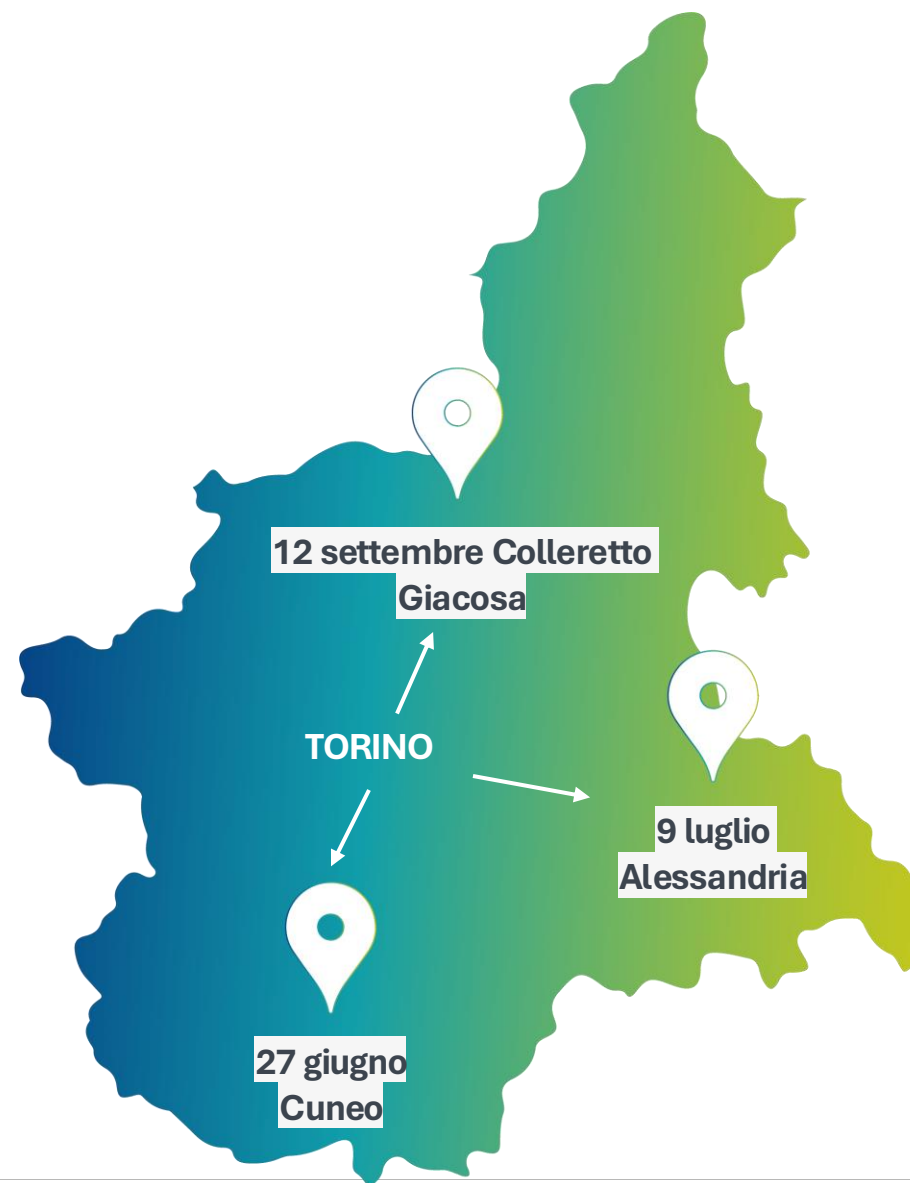 12 settembre Colleretto
Giacosa
TORINO
9 luglio
Alessandria
27 giugno
Cuneo